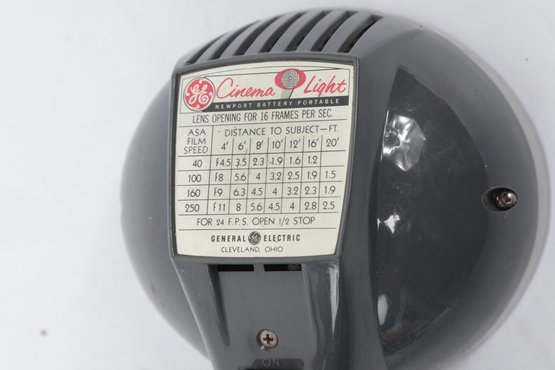 GE Cinema Light
NEWPORT BATTERY PORTABLE
LENS OPENING FOR 16 FRAMES PER SEC.
ASA FILM SPEED DISTANCE TO SUBJECT—FT.
4' 6' 8' 10' 12' 16' 20'
40 F4.5 3.5 2.3 1.9 1.6 1.2
100 F8 5.6 4 3.2 2.5 1.9 1.5
160 F9 6.3 4.5 4 3.2 2.3 1.9
250 F11 8 5.6 4.5 4 2.8 2.5
FOR 24 F.P.S. OPEN 1/2 STOP
GENERAL GE ELECTRIC
CLEVELAND, OHIO
ON